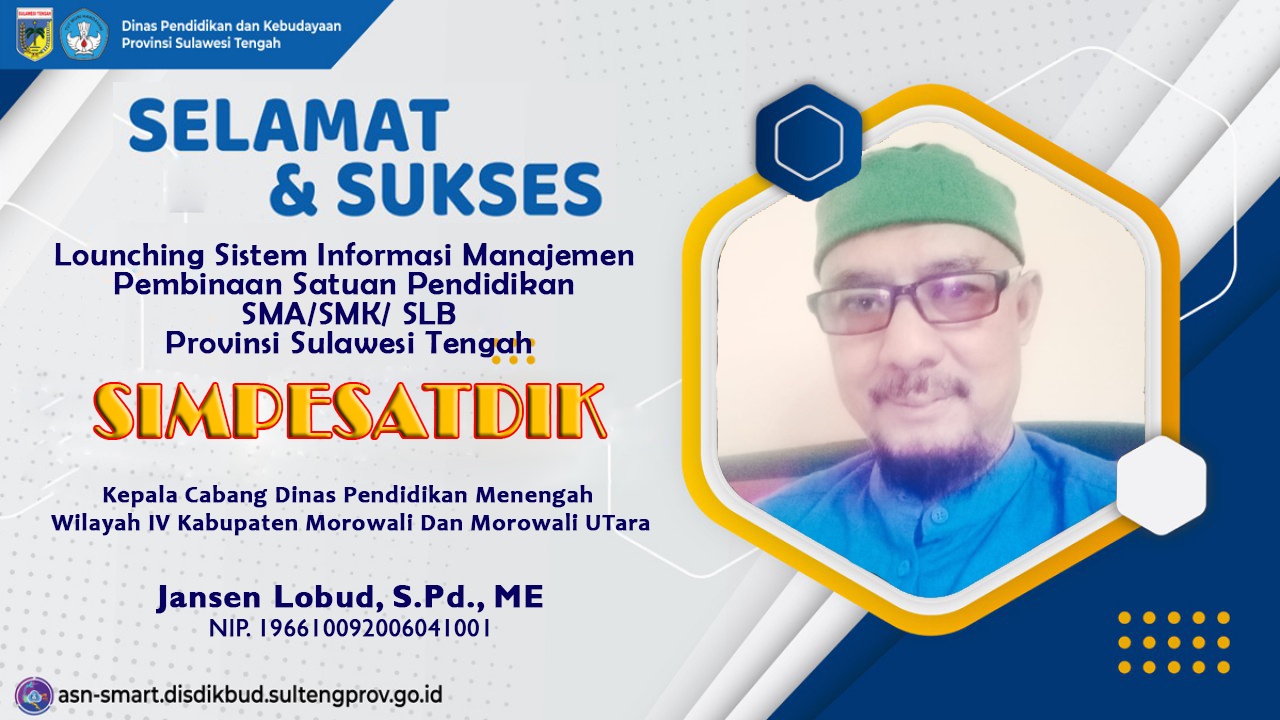 SULAWESI TENGAH
Dinas Pendidikan dan Kebudayaan
Provinsi Sulawesi Tengah
SELAMAT
& SUKSES
Lounching Sistem Informasi Manajemen
Pembinaan Satuan Pendidikan
SMA/SMK/ SLB
Provinsi Sulawesi Tengah
SIMPESATDIK
Kepala Cabang Dinas Pendidikan Menengah
Wilayah IV Kabupaten Morowali Dan Morowali UTara
Jansen Lobud, S.Pd., ME
NIP. 196610092006041001
asn-smart.disdikbud.sultengprov.go.id